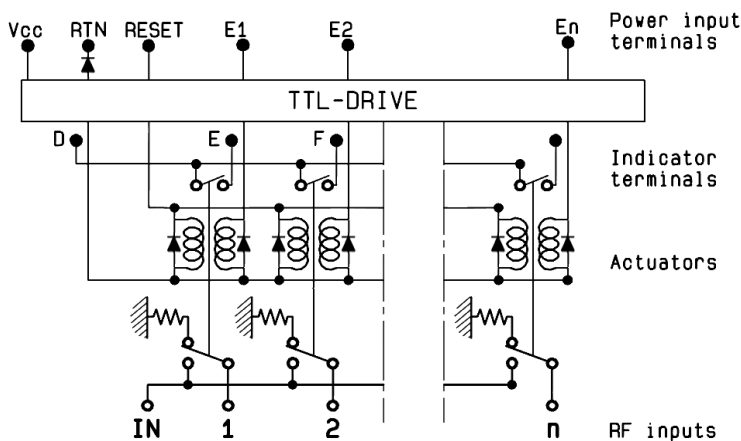 Vcc RTN RESET E1 E2 En Power input
terminals
TTL-DRIVE
D E F
Indicator
terminals
Actuators
IN 1 2 n RF inputs